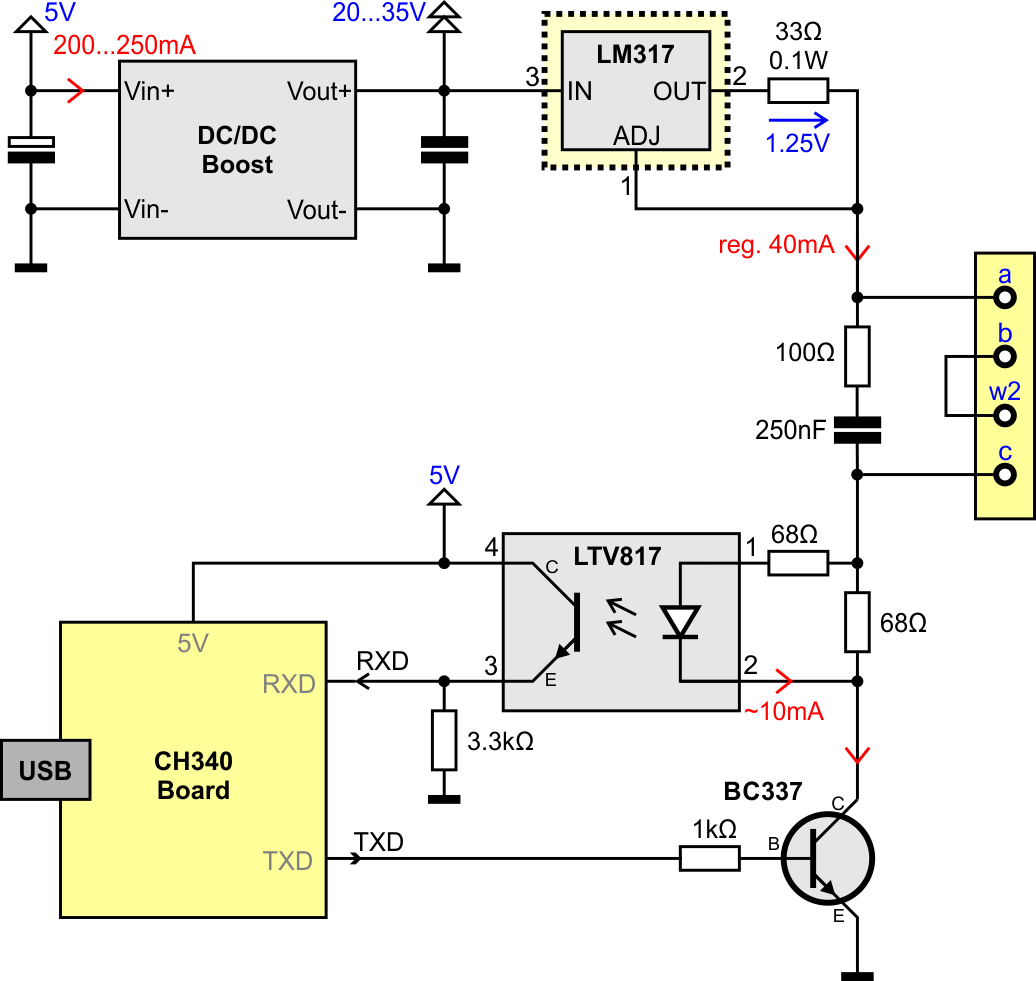 5V
200...250mA
Vin+
Vout+
DC/DC
Boost
Vin-
Vout-
20...35V
LM317
3
IN
OUT
2
ADJ
1
33Ω
0.1W
1.25V
reg. 40mA
a
b
w2
c
100Ω
250nF
5V
4
LTV817
1
C
E
3
2
68Ω
68Ω
~10mA
5V
RXD
RXD
3.3kΩ
USB
CH340
Board
TXD
TXD
1kΩ
BC337
C
B
E